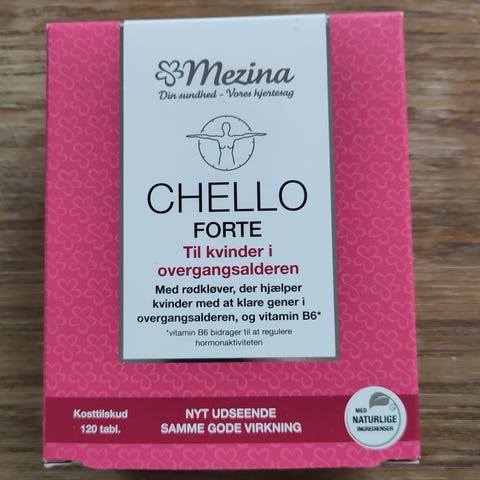 Mezina
Din sundhed - Vores hjertesag
CHELLO
FORTE
Til kvinder i
overgangsalderen
Med rødkløver, der hjælper
kvinder med at klare gener i
overgangsalderen, og vitamin B6*
*vitamin B6 bidrager til at regulere
hormonaktiviteten
Kosttilskud
120 tabl.
NYT UDSEENDE
SAMME GODE VIRKNING
MED
NATURLIGE
INGREDIENSER